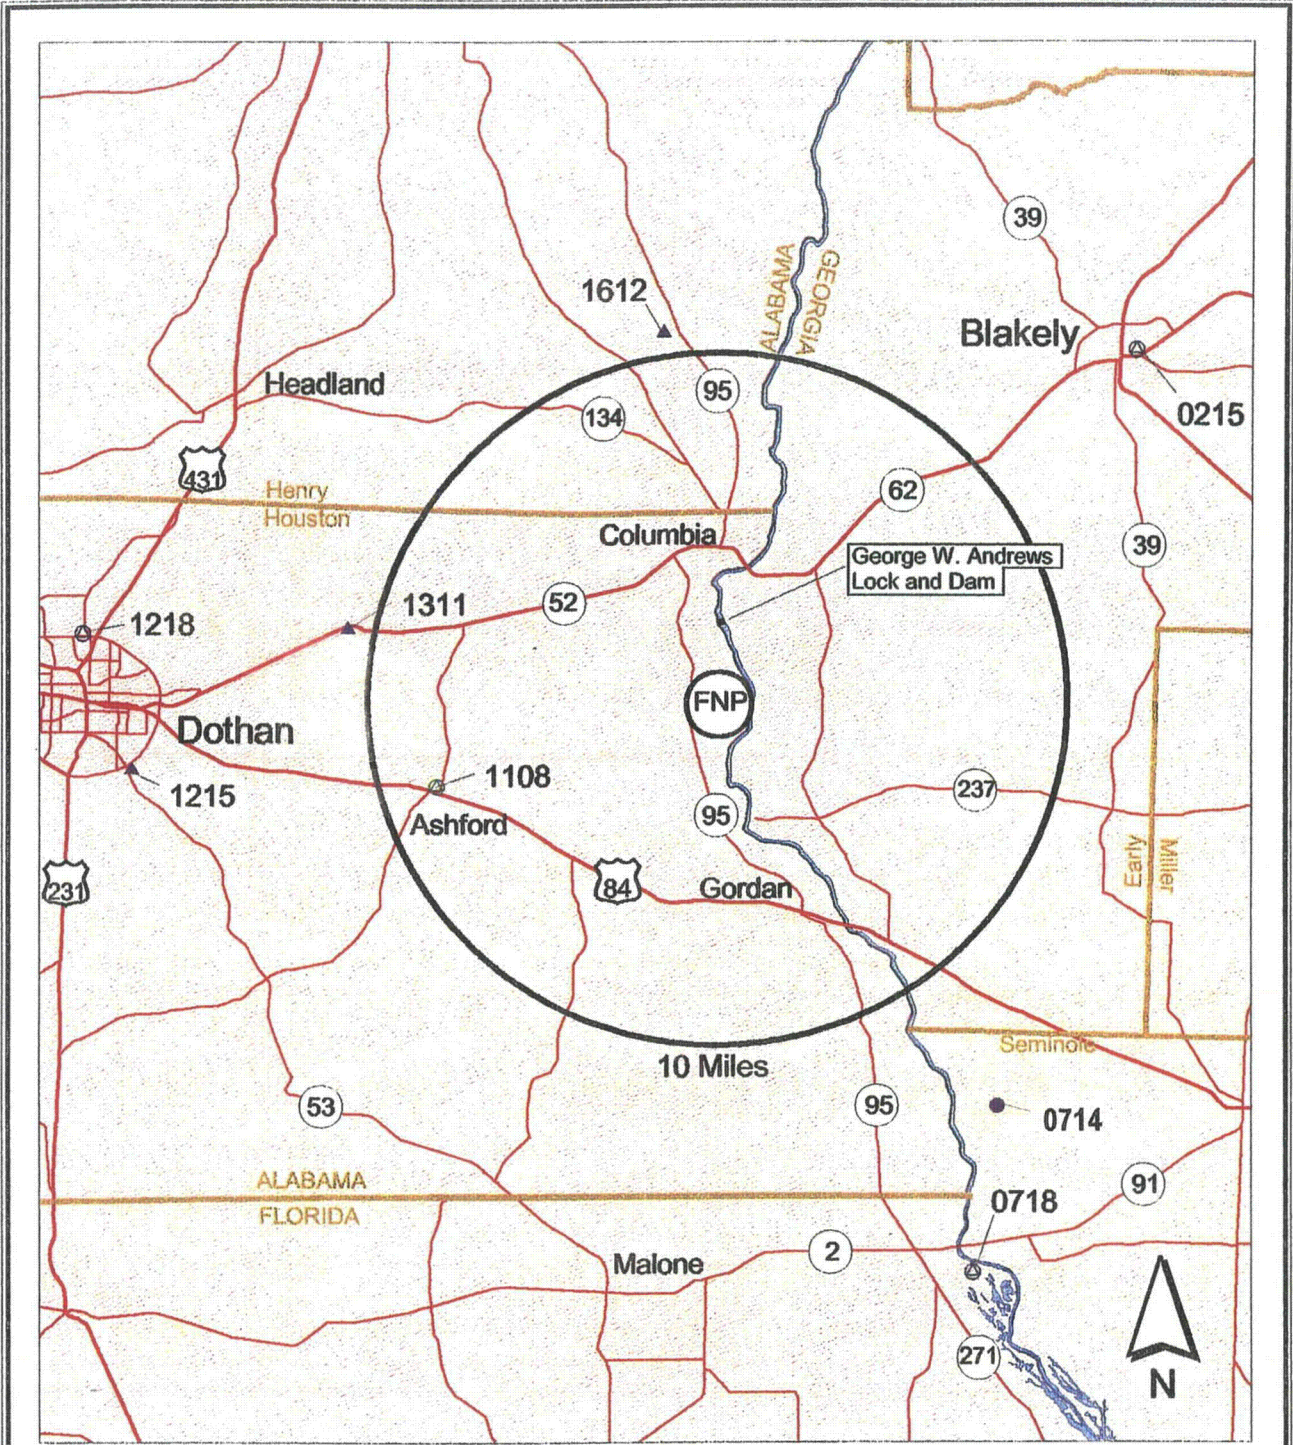 39
ALABAMA
GEORGIA
1612
Blakely
Headland
95
134
0215
431
62
Henry
Houston
Columbia
39
George W. Andrews
Lock and Dam
52
1311
1218
FNP
Dothan
1108
1215
237
95
Ashford
Early
Miller
231
84
Gordan
Seminole
10 Miles
53
95
0714
ALABAMA
91
0718
FLORIDA
2
Malone
271
N